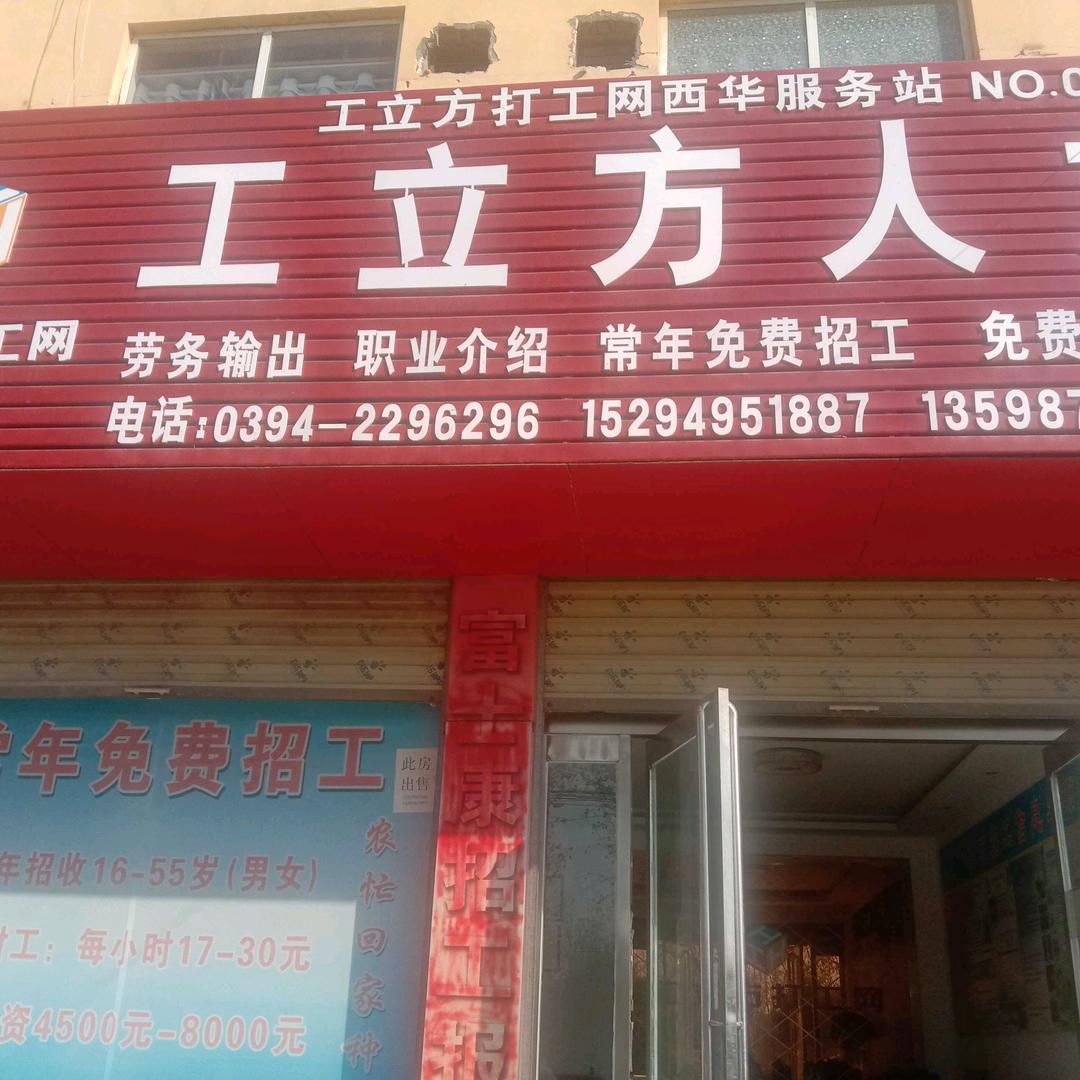 工立方打工网西华服务站 NO.0
工立方人
工网 劳务输出 职业介绍 常年免费招工 免费
电话:0394-2296296 15294951887 135987
富士康招工报
常年免费招工
此房
出售
年招收16-55岁(男女)
时工：每小时17-30元
资4500元-8000元
农忙回家种